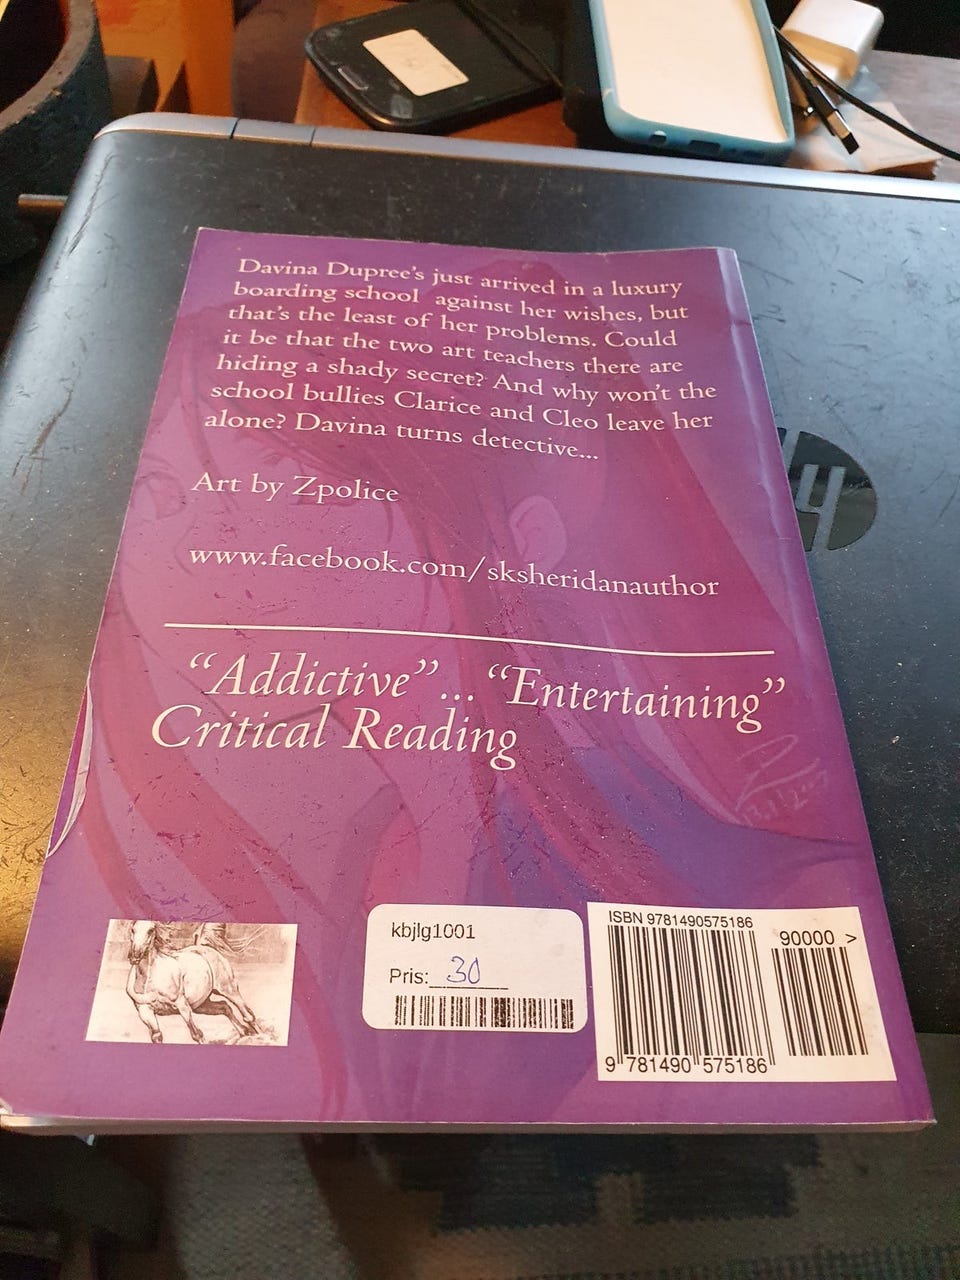 Davina Dupree's just arrived in a luxury
boarding school against her wishes, but
that's the least of her problems. Could
it be that the two art teachers there are
hiding a shady secret? And why won't the
school bullies Clarice and Cleo leave her
alone? Davina turns detective...
Art by Zpolice
www.facebook.com/sksheridanauthor
"Addictive"... "Entertaining"
Critical Reading
kbjlg1001
Pris: 30
ISBN 9781490575186
90000 >
9 781490 575186
hp